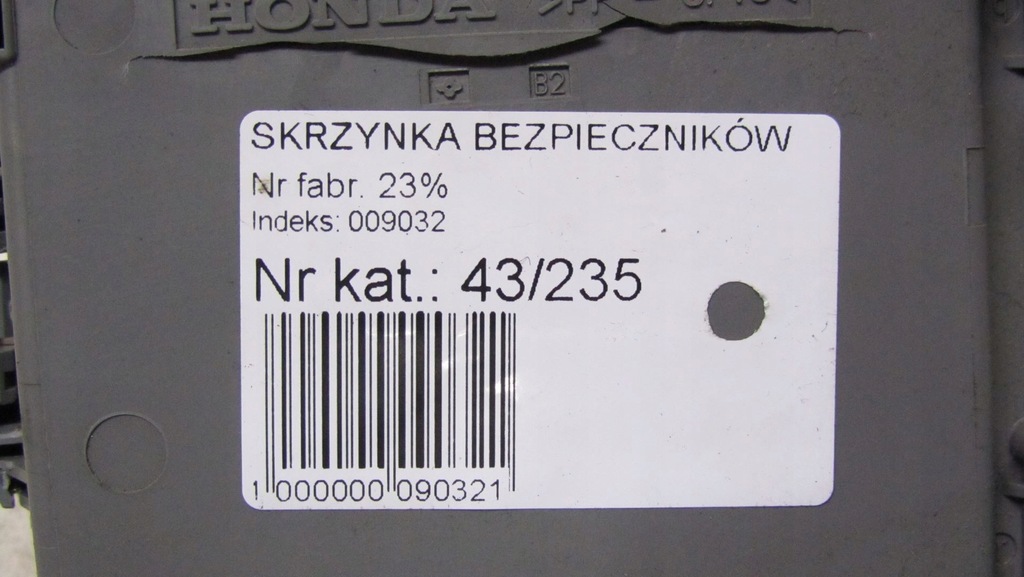 HONDA
B2
SKRZYNKA BEZPIECZNIKÓW
Nr fabr. 23%
Indeks: 009032
Nr kat.: 43/235
1 000000 090321